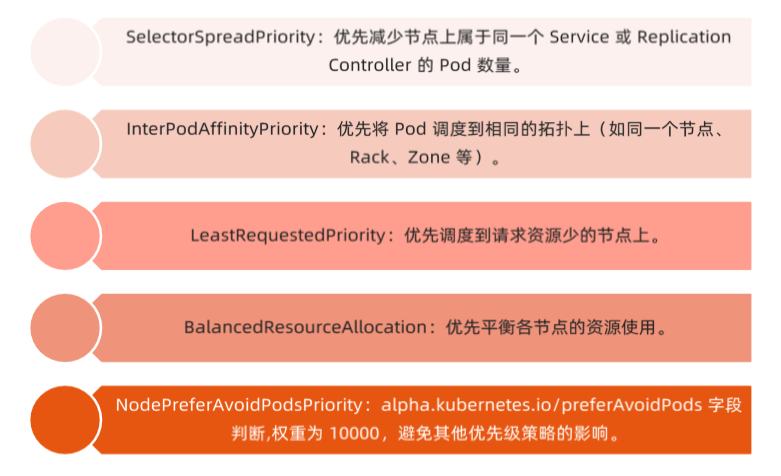 SelectorSpreadPriority：优先减少节点上属于同一个 Service 或 Replication
Controller 的 Pod 数量。
InterPodAffinityPriority：优先将 Pod 调度到相同的拓扑上（如同一个节点、
Rack、Zone 等）。
LeastRequestedPriority：优先调度到请求资源少的节点上。
BalancedResourceAllocation：优先平衡各节点的资源使用。
NodePreferAvoidPodsPriority：alpha.kubernetes.io/preferAvoidPods 字段
判断,权重为 10000，避免其他优先级策略的影响。